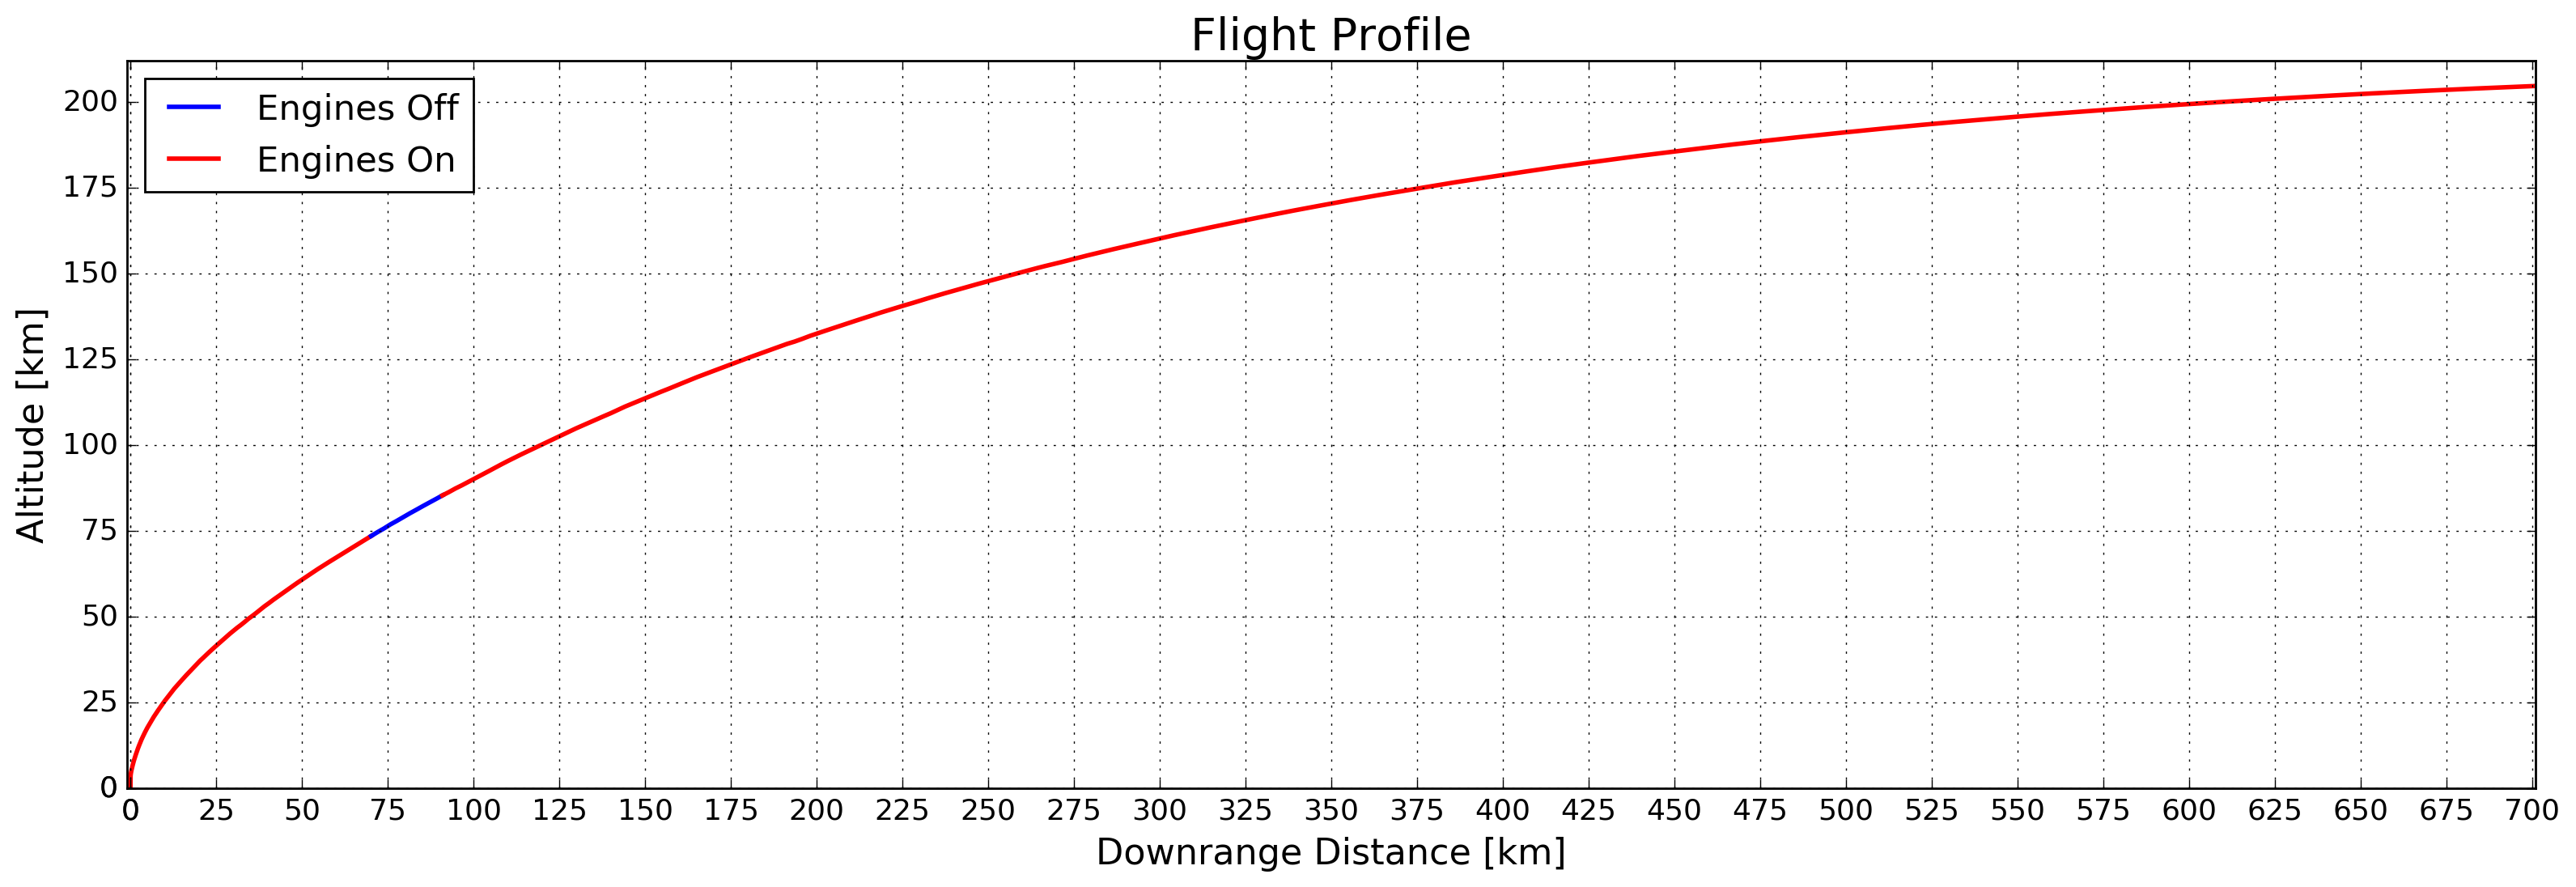 Flight Profile
Engines Off
Engines On
200
175
150
125
100
75
50
25
0
Altitude [km]
0 25 50 75 100 125 150 175 200 225 250 275 300 325 350 375 400 425 450 475 500 525 550 575 600 625 650 675 700
Downrange Distance [km]